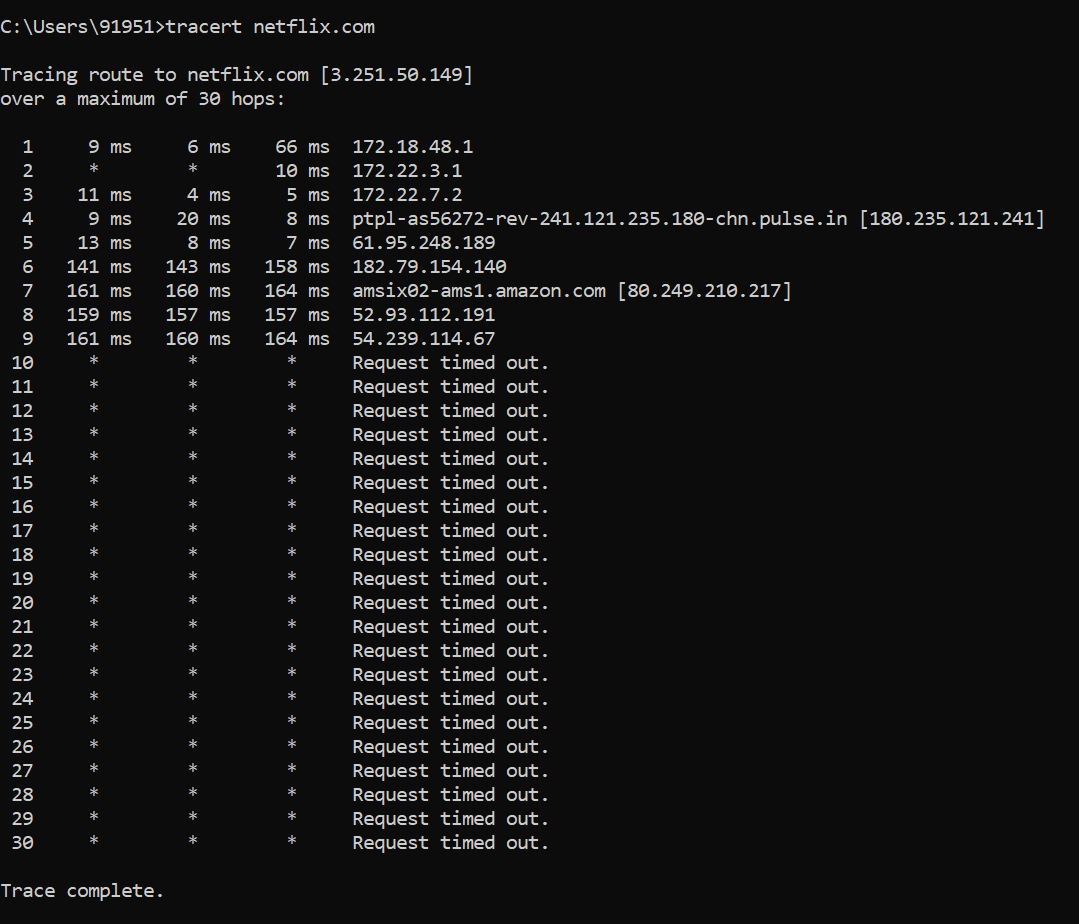 C:\Users\91951>tracert netflix.com
Tracing route to netflix.com [3.251.50.149]
over a maximum of 30 hops:
  1     9 ms     6 ms    66 ms  172.18.48.1
  2     *        *       10 ms  172.22.3.1
  3    11 ms     4 ms     5 ms  172.22.7.2
  4     9 ms    20 ms     8 ms  ptpl-as56272-rev-241.121.235.180-chn.pulse.in [180.235.121.241]
  5    13 ms     8 ms     7 ms  61.95.248.189
  6   141 ms   143 ms   158 ms  182.79.154.140
  7   161 ms   160 ms   164 ms  amsix02-ams1.amazon.com [80.249.210.217]
  8   159 ms   157 ms   157 ms  52.93.112.191
  9   161 ms   160 ms   164 ms  54.239.114.67
 10     *        *        *     Request timed out.
 11     *        *        *     Request timed out.
 12     *        *        *     Request timed out.
 13     *        *        *     Request timed out.
 14     *        *        *     Request timed out.
 15     *        *        *     Request timed out.
 16     *        *        *     Request timed out.
 17     *        *        *     Request timed out.
 18     *        *        *     Request timed out.
 19     *        *        *     Request timed out.
 20     *        *        *     Request timed out.
 21     *        *        *     Request timed out.
 22     *        *        *     Request timed out.
 23     *        *        *     Request timed out.
 24     *        *        *     Request timed out.
 25     *        *        *     Request timed out.
 26     *        *        *     Request timed out.
 27     *        *        *     Request timed out.
 28     *        *        *     Request timed out.
 29     *        *        *     Request timed out.
 30     *        *        *     Request timed out.
Trace complete.